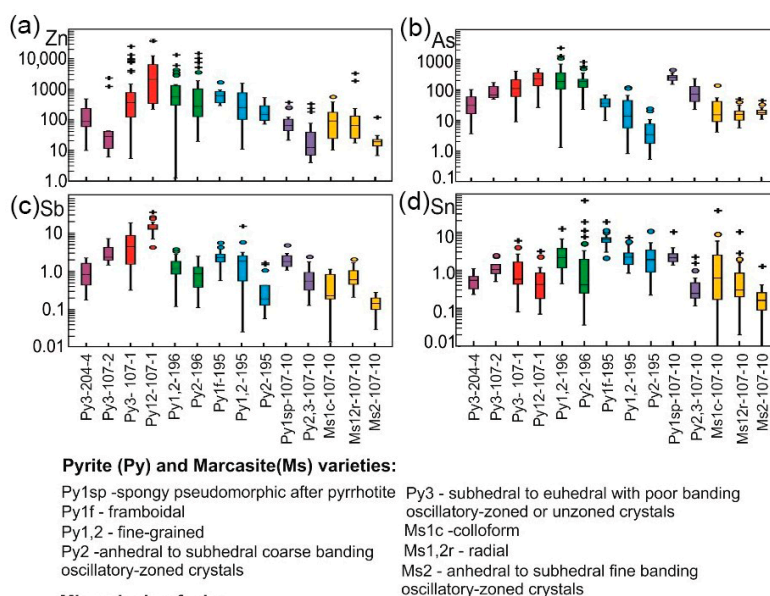 (a) Zn
10,000
1000
100
10
1.0
(b) As
1000
100
10
1.0
0.1
(c) Sb
10
1.0
0.1
0.01
(d) Sn
10
1.0
0.1
0.01
Py3-204-4
Py3-107-2
Py3- 107-1
Py12-107-1
Py1,2-196
Py2-196
Py1f-195
Py1,2-195
Py2-195
Py1sp-107-10
Py2,3-107-10
Ms1c-107-10
Ms12r-107-10
Ms2-107-10
Py3-204-4
Py3-107-2
Py3- 107-1
Py12-107-1
Py1,2-196
Py2-196
Py1f-195
Py1,2-195
Py2-195
Py1sp-107-10
Py2,3-107-10
Ms1c-107-10
Ms12r-107-10
Ms2-107-10
Pyrite (Py) and Marcasite(Ms) varieties:
Py1sp -spongy pseudomorphic after pyrrhotite
Py1f - framboidal
Py1,2 - fine-grained
Py2 -anhedral to subhedral coarse banding
oscillatory-zoned crystals
Py3 - subhedral to euhedral with poor banding
oscillatory-zoned or unzoned crystals
Ms1c -colloform
Ms1,2r - radial
Ms2 - anhedral to subhedral fine banding
oscillatory-zoned crystals